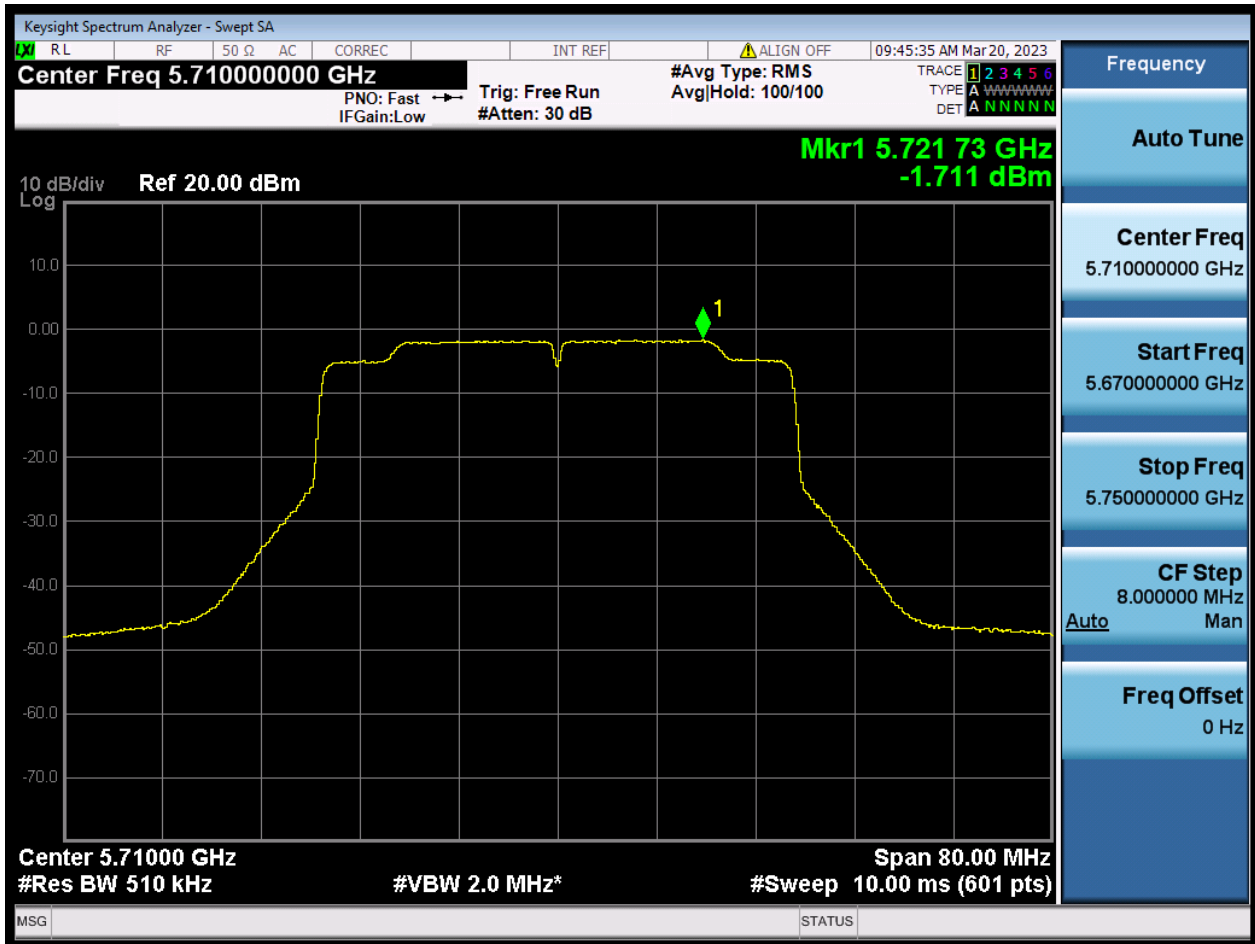 Keysight Spectrum Analyzer - Swept SA
LXI RL RF 50 Ω AC CORREC INT REF ALIGN OFF 09:45:35 AM Mar 20, 2023
Center Freq 5.710000000 GHz
PNO: Fast
IFGain:Low
Trig: Free Run
#Atten: 30 dB
#Avg Type: RMS
Avg|Hold: 100/100
TRACE 1 2 3 4 5 6
TYPE A WWWWW
DET A N N N N N
Mkr1 5.721 73 GHz
-1.711 dBm
10 dB/div Ref 20.00 dBm
Log
10.0
0.00
-10.0
-20.0
-30.0
-40.0
-50.0
-60.0
-70.0
1
Center 5.71000 GHz Span 80.00 MHz
#Res BW 510 kHz #VBW 2.0 MHz* #Sweep 10.00 ms (601 pts)
MSG STATUS
Frequency
Auto Tune
Center Freq
5.710000000 GHz
Start Freq
5.670000000 GHz
Stop Freq
5.750000000 GHz
CF Step
8.000000 MHz
Auto Man
Freq Offset
0 Hz